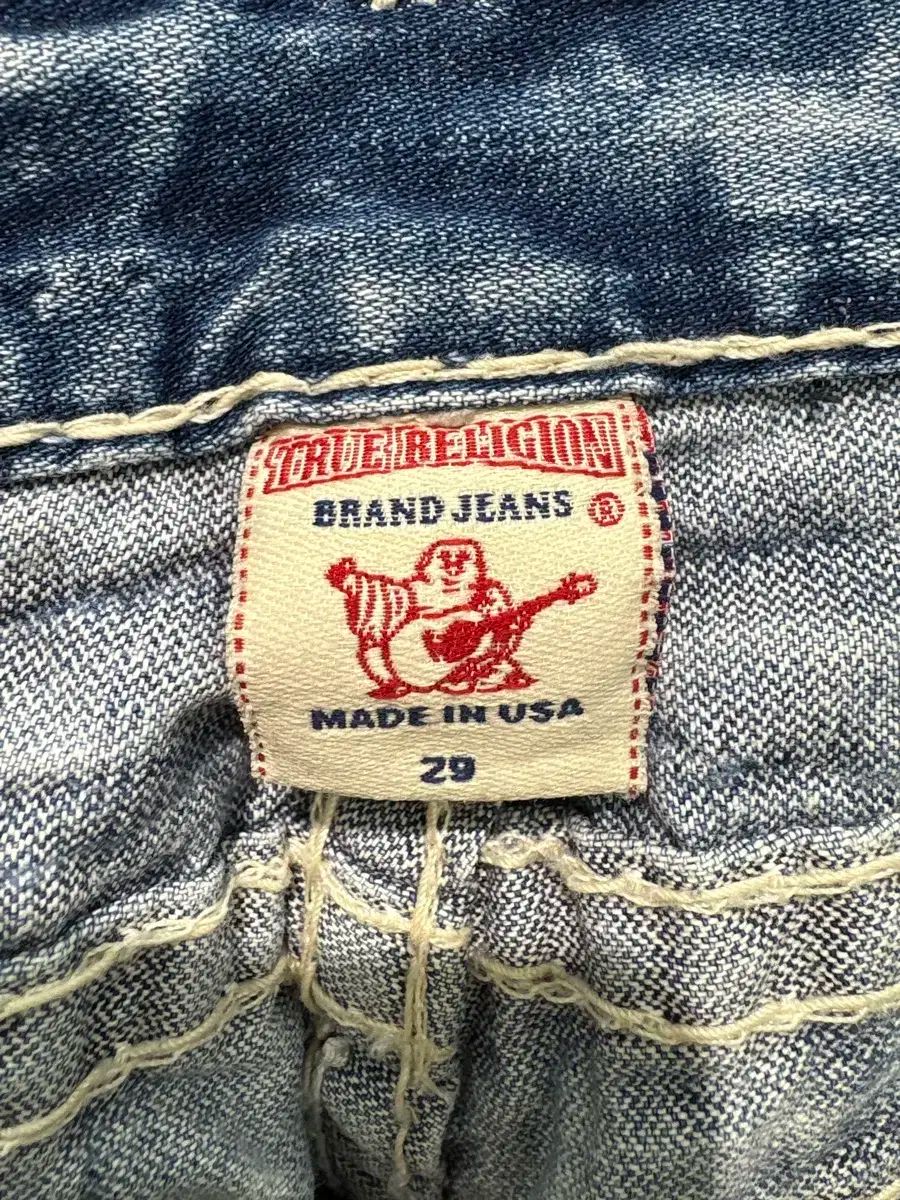 TRUE RELIGION
BRAND JEANS ®
MADE IN USA
29